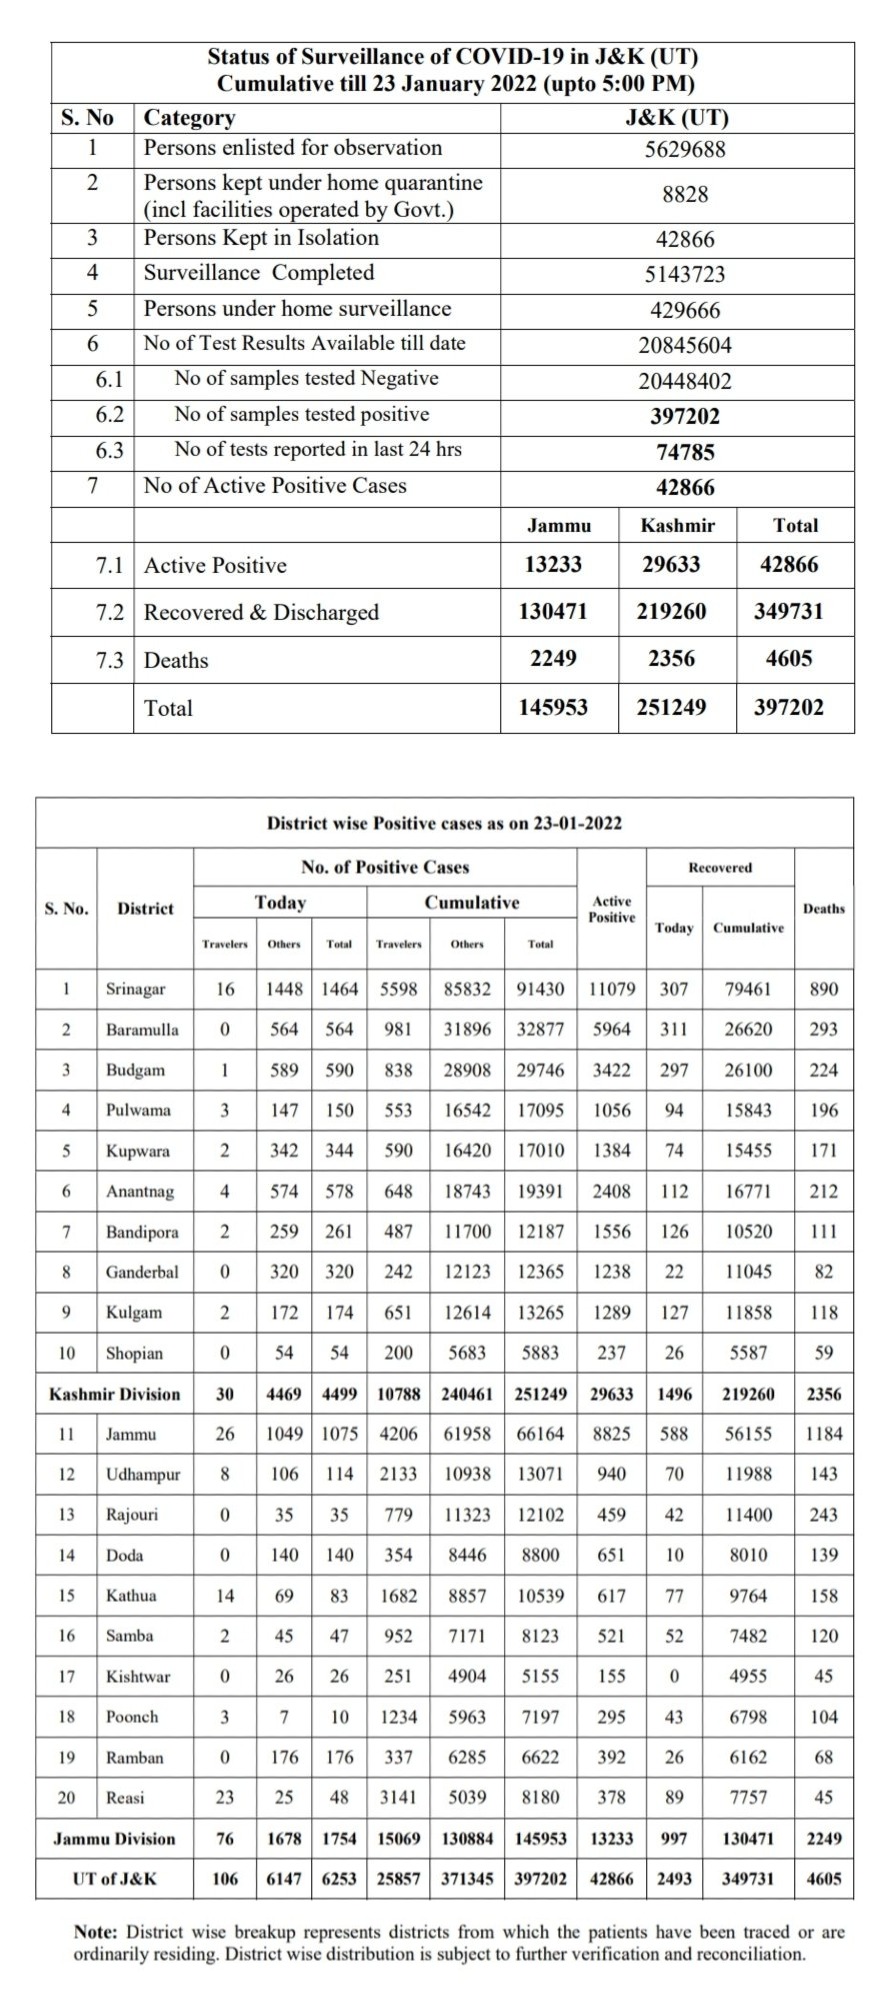 Status of Surveillance of COVID-19 in J&K (UT)
Cumulative till 23 January 2022 (upto 5:00 PM)
S. No Category J&K (UT)
1 Persons enlisted for observation 5629688
2 Persons kept under home quarantine
(incl facilities operated by Govt.) 8828
3 Persons Kept in Isolation 42866
4 Surveillance Completed 5143723
5 Persons under home surveillance 429666
6 No of Test Results Available till date 20845604
6.1 No of samples tested Negative 20448402
6.2 No of samples tested positive 397202
6.3 No of tests reported in last 24 hrs 74785
7 No of Active Positive Cases 42866
Jammu Kashmir Total
7.1 Active Positive 13233 29633 42866
7.2 Recovered & Discharged 130471 219260 349731
7.3 Deaths 2249 2356 4605
Total 145953 251249 397202
District wise Positive cases as on 23-01-2022
S. No. District No. of Positive Cases Active Positive Recovered Deaths
Today Cumulative Today Cumulative
Travelers Others Total Travelers Others Total
1 Srinagar 16 1448 1464 5598 85832 91430 11079 307 79461 890
2 Baramulla 0 564 564 981 31896 32877 5964 311 26620 293
3 Budgam 1 589 590 838 28908 29746 3422 297 26100 224
4 Pulwama 3 147 150 553 16542 17095 1056 94 15843 196
5 Kupwara 2 342 344 590 16420 17010 1384 74 15455 171
6 Anantnag 4 574 578 648 18743 19391 2408 112 16771 212
7 Bandipora 2 259 261 487 11700 12187 1556 126 10520 111
8 Ganderbal 0 320 320 242 12123 12365 1238 22 11045 82
9 Kulgam 2 172 174 651 12614 13265 1289 127 11858 118
10 Shopian 0 54 54 200 5683 5883 237 26 5587 59
Kashmir Division 30 4469 4499 10788 240461 251249 29633 1496 219260 2356
11 Jammu 26 1049 1075 4206 61958 66164 8825 588 56155 1184
12 Udhampur 8 106 114 2133 10938 13071 940 70 11988 143
13 Rajouri 0 35 35 779 11323 12102 459 42 11400 243
14 Doda 0 140 140 354 8446 8800 651 10 8010 139
15 Kathua 14 69 83 1682 8857 10539 617 77 9764 158
16 Samba 2 45 47 952 7171 8123 521 52 7482 120
17 Kishtwar 0 26 26 251 4904 5155 155 0 4955 45
18 Poonch 3 7 10 1234 5963 7197 295 43 6798 104
19 Ramban 0 176 176 337 6285 6622 392 26 6162 68
20 Reasi 23 25 48 3141 5039 8180 378 89 7757 45
Jammu Division 76 1678 1754 15069 130884 145953 13233 997 130471 2249
UT of J&K 106 6147 6253 25857 371345 397202 42866 2493 349731 4605
Note: District wise breakup represents districts from which the patients have been traced or are
ordinarily residing. District wise distribution is subject to further verification and reconciliation.